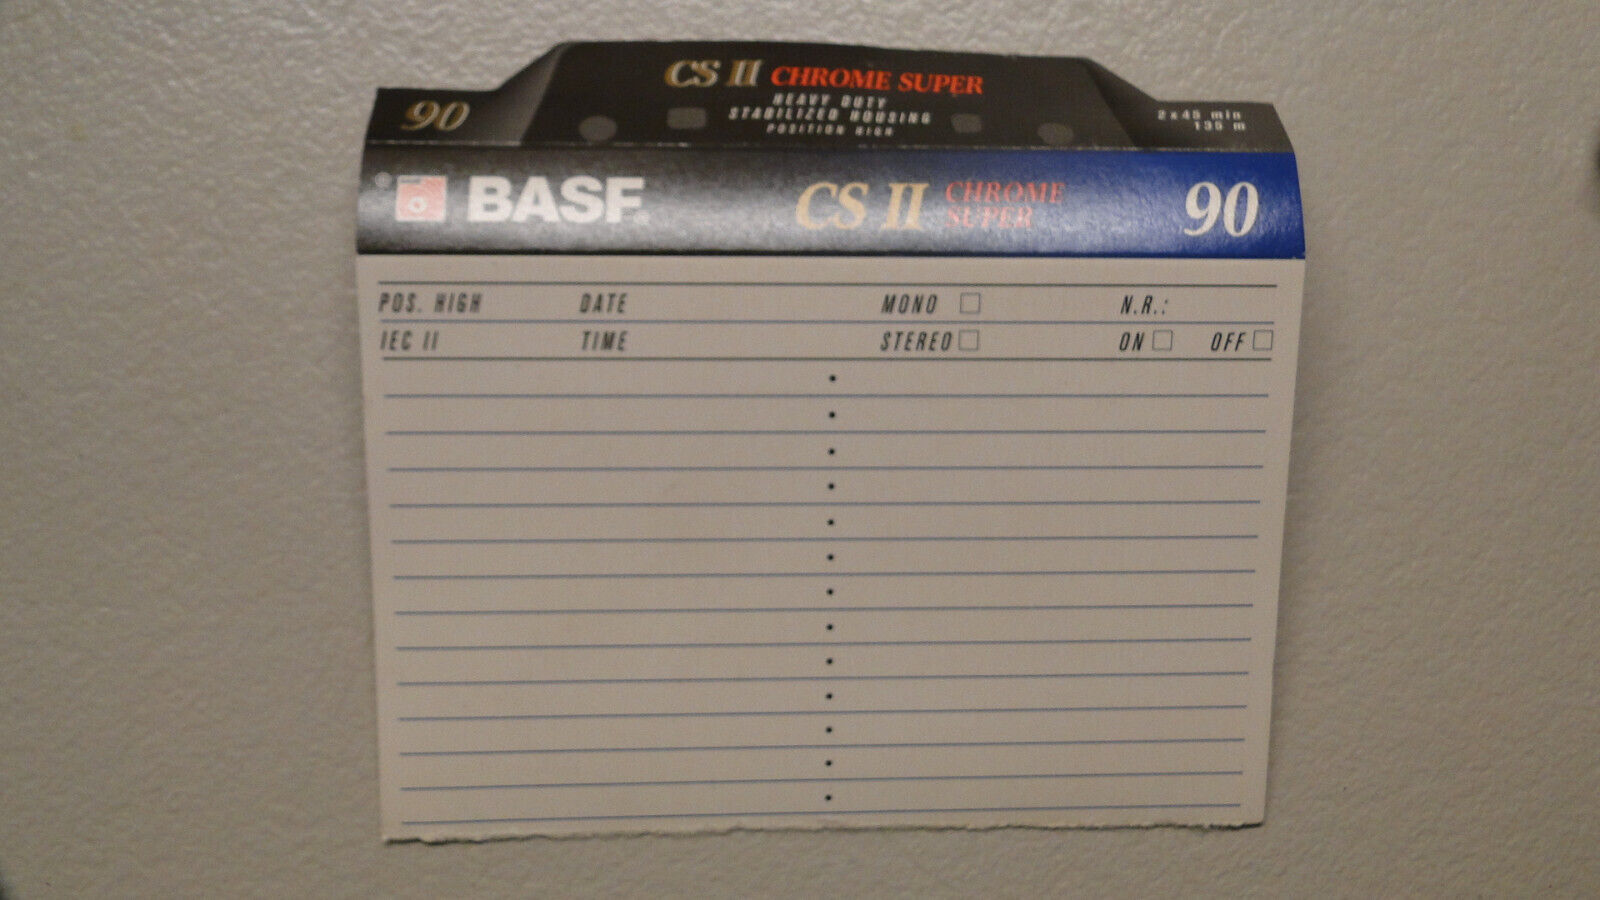 90
CS II CHROME SUPER
HEAVY DUTY
STABILIZED HOUSING
POSITION HIGH
2x45 min
135 m
BASF CS II CHROME SUPER 90
POS. HIGH DATE MONO N.R.:
IEC II TIME STEREO ON OFF